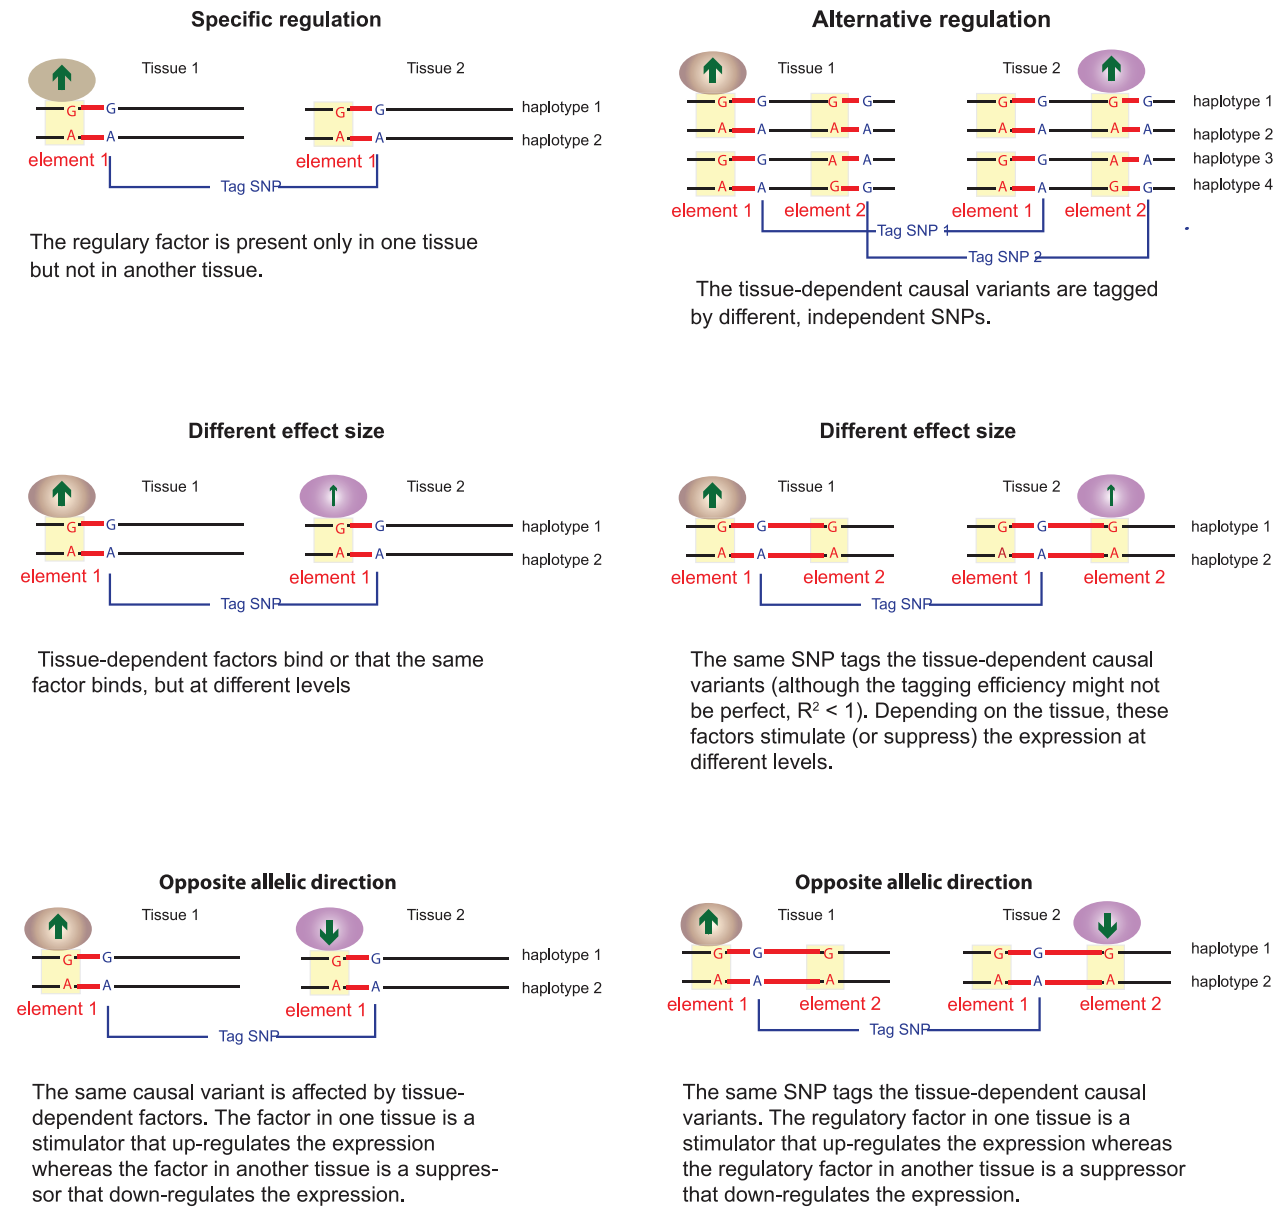 Specific regulation
Tissue 1
Tissue 2
G G
G G
haplotype 1
A A
A A
haplotype 2
element 1
element 1
Tag SNP
The regulary factor is present only in one tissue
but not in another tissue.
Alternative regulation
Tissue 1
Tissue 2
G G G G
G G G G
haplotype 1
A A A A
A A A A
haplotype 2
G G A A
G G A A
haplotype 3
A A G G
A A G G
haplotype 4
element 1
element 2
element 1
element 2
Tag SNP 1
Tag SNP 2
The tissue-dependent causal variants are tagged
by different, independent SNPs.
Different effect size
Tissue 1
Tissue 2
G G
G G
haplotype 1
A A
A A
haplotype 2
element 1
element 1
Tag SNP
Tissue-dependent factors bind or that the same
factor binds, but at different levels
Different effect size
Tissue 1
Tissue 2
G G G
G G G
haplotype 1
A A A
A A A
haplotype 2
element 1
element 2
element 1
element 2
Tag SNP
The same SNP tags the tissue-dependent causal
variants (although the tagging efficiency might not
be perfect, R² < 1). Depending on the tissue, these
factors stimulate (or suppress) the expression at
different levels.
Opposite allelic direction
Tissue 1
Tissue 2
G G
G G
haplotype 1
A A
A A
haplotype 2
element 1
element 1
Tag SNP
The same causal variant is affected by tissue-
dependent factors. The factor in one tissue is a
stimulator that up-regulates the expression
whereas the factor in another tissue is a suppres-
sor that down-regulates the expression.
Opposite allelic direction
Tissue 1
Tissue 2
G G G
G G G
haplotype 1
A A A
A A A
haplotype 2
element 1
element 2
element 1
element 2
Tag SNP
The same SNP tags the tissue-dependent causal
variants. The regulatory factor in one tissue is a
stimulator that up-regulates the expression whereas
the regulatory factor in another tissue is a suppressor
that down-regulates the expression.